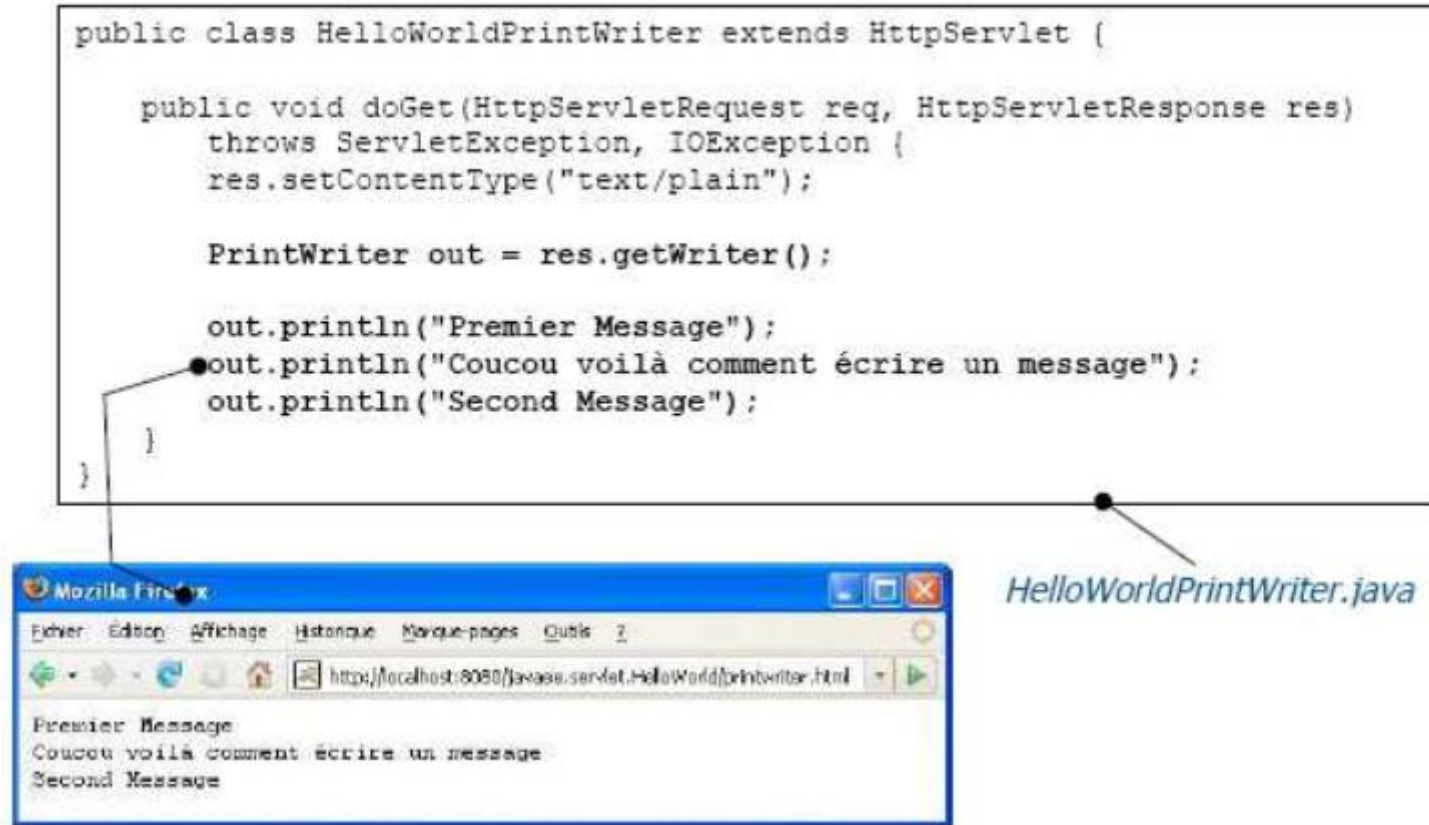 public class HelloWorldPrintWriter extends HttpServlet {
public void doGet(HttpServletRequest req, HttpServletResponse res)
throws ServletException, IOException {
res.setContentType("text/plain");
PrintWriter out = res.getWriter();
out.println("Premier Message");
out.println("Coucou voilà comment écrire un message");
out.println("Second Message");
}
}
HelloWorldPrintWriter.java
Mozilla Firefox
Fichier Édition Affichage Historique Marque-pages Outils ?
http://localhost:8080/javaee.servlet.HelloWorld/printwriter.html
Premier Message
Coucou voilà comment écrire un message
Second Message